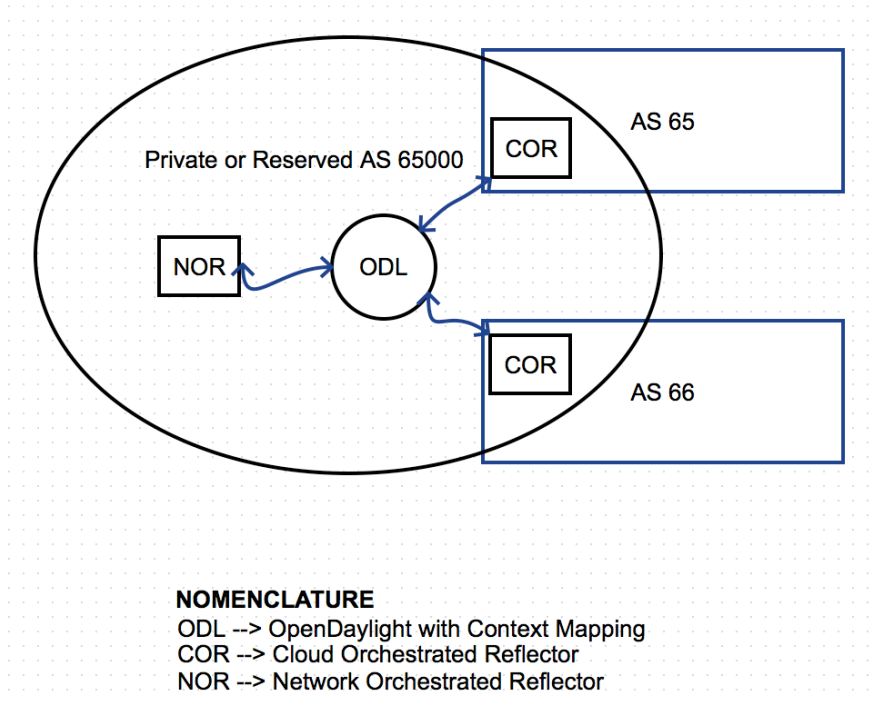 AS 65
COR
Private or Reserved AS 65000
NOR
ODL
COR
AS 66
NOMENCLATURE
ODL --> OpenDaylight with Context Mapping
COR --> Cloud Orchestrated Reflector
NOR --> Network Orchestrated Reflector